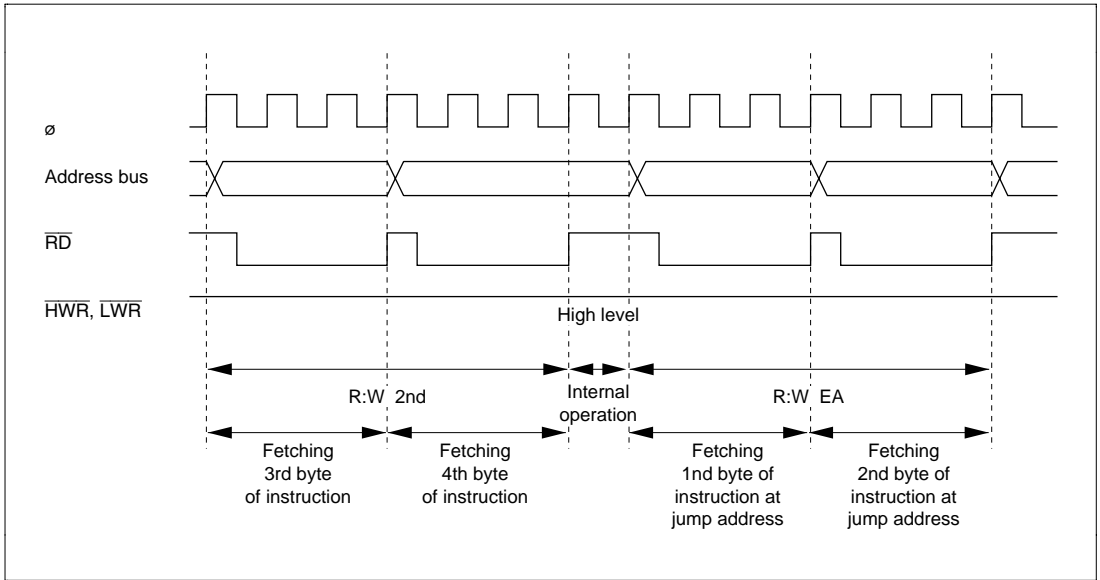 ø
Address bus
RD
HWR, LWR
High level
R:W 2nd
Internal
operation
R:W EA
Fetching
3rd byte
of instruction
Fetching
4th byte
of instruction
Fetching
1nd byte of
instruction at
jump address
Fetching
2nd byte of
instruction at
jump address